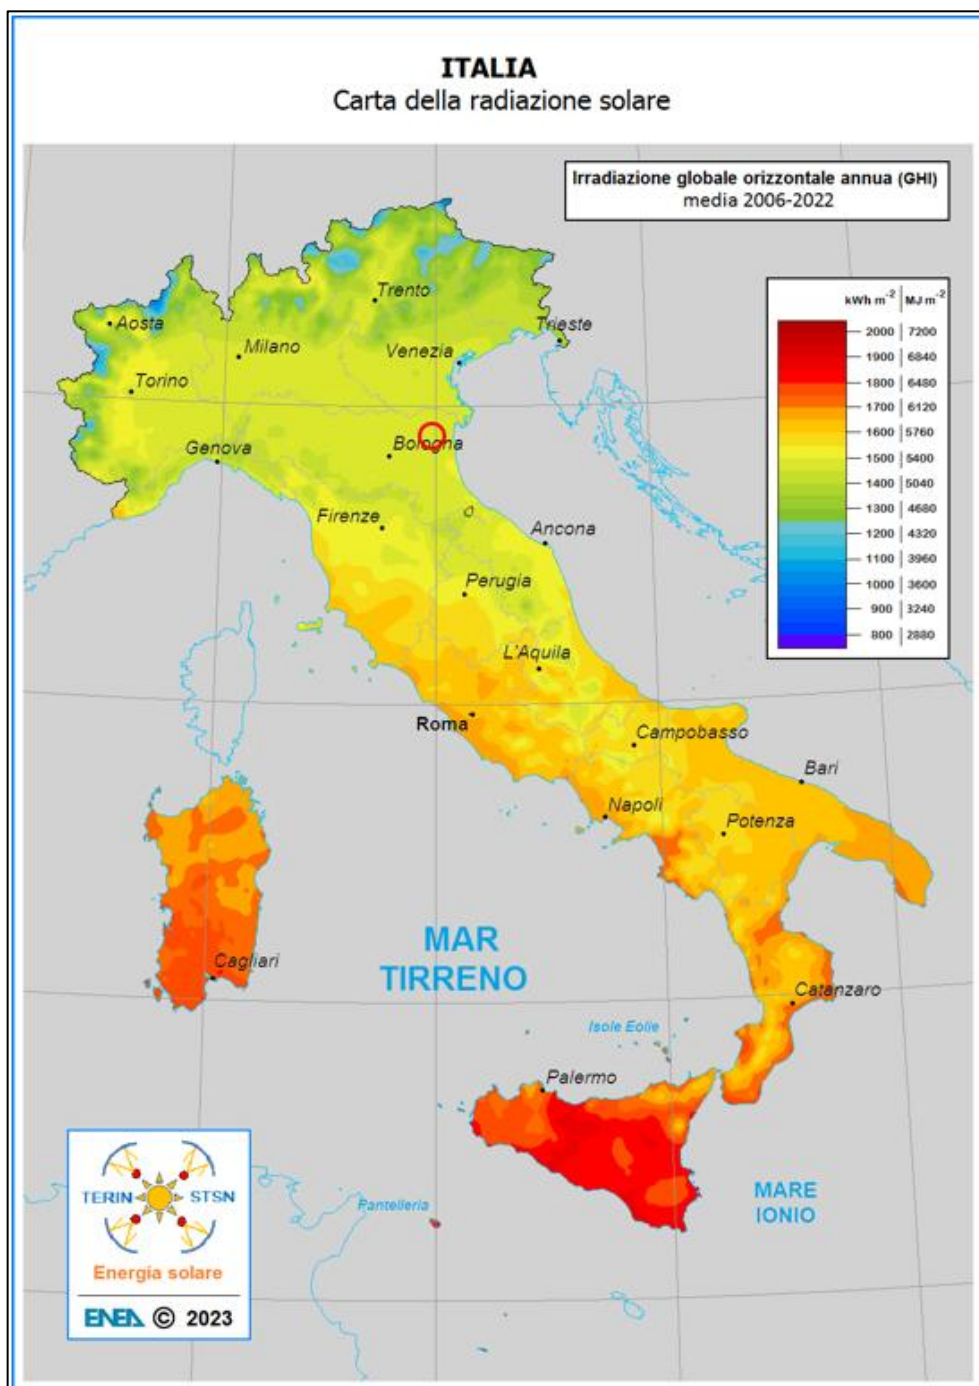 ITALIA
Carta della radiazione solare
Irradiazione globale orizzontale annua (GHI)
media 2006-2022
kWh m⁻² MJ m⁻²
2000 7200
1900 6840
1800 6480
1700 6120
1600 5760
1500 5400
1400 5040
1300 4680
1200 4320
1100 3960
1000 3600
900 3240
800 2880
Trento
Aosta
Trieste
Milano
Venezia
Torino
Bologna
Genova
Firenze
Ancona
Perugia
L'Aquila
Roma
Campobasso
Bari
Napoli
Potenza
MAR
TIRRENO
Cagliari
Catanzaro
Isole Eolie
Palermo
MARE
IONIO
Pantelleria
TERIN STSN
Energia solare
ENEA © 2023